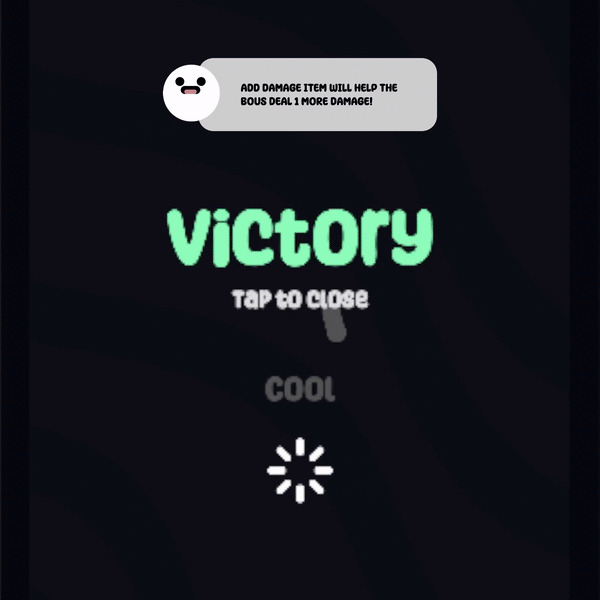 ADD DAMAGE ITEM WILL HELP THE
BOUS DEAL 1 MORE DAMAGE!
Victory
Tap to Close
COOL